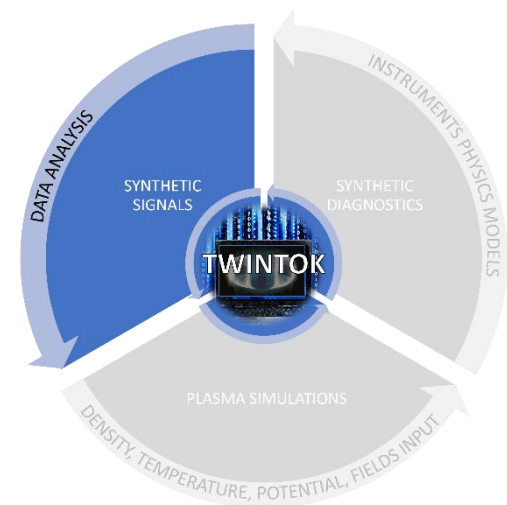 DATA ANALYSIS
INSTRUMENTS PHYSICS MODELS
SYNTHETIC
SIGNALS
SYNTHETIC
DIAGNOSTICS
TWINTOK
PLASMA SIMULATIONS
DENSITY, TEMPERATURE, POTENTIAL, FIELDS INPUT